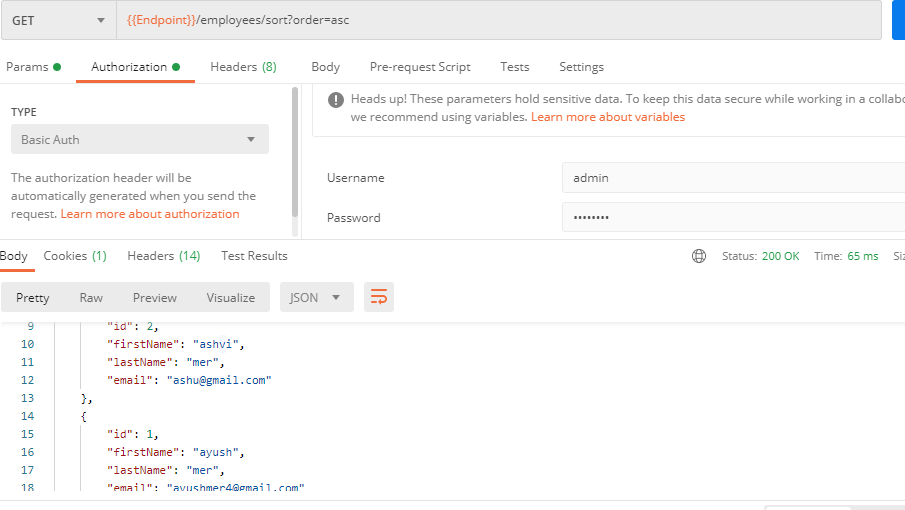 GET {{Endpoint}}/employees/sort?order=asc
Params Authorization Headers (8) Body Pre-request Script Tests Settings
TYPE
Basic Auth
The authorization header will be
automatically generated when you send the
request. Learn more about authorization
Heads up! These parameters hold sensitive data. To keep this data secure while working in a collabo
we recommend using variables. Learn more about variables
Username admin
Password ••••••••
Body Cookies (1) Headers (14) Test Results Status: 200 OK Time: 65 ms Siz
Pretty Raw Preview Visualize JSON
9 "id": 2,
10 "firstName": "ashvi",
11 "lastName": "mer",
12 "email": "ashu@gmail.com"
13 },
14 {
15 "id": 1,
16 "firstName": "ayush",
17 "lastName": "mer",
18 "email": "ayushmer4@gmail.com"